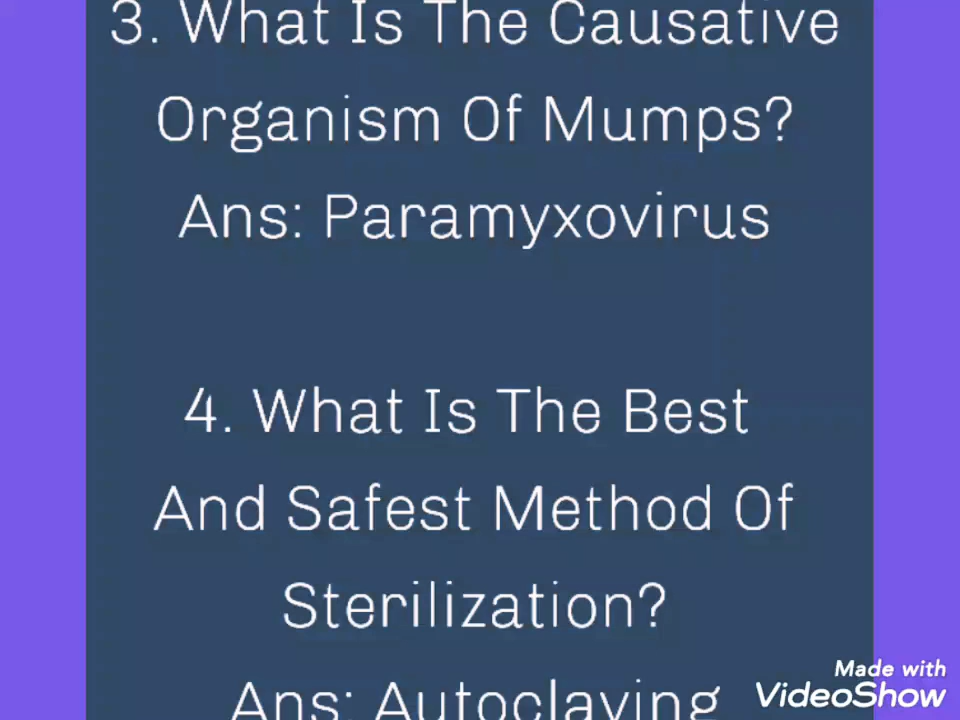 3. What Is The Causative
Organism Of Mumps?
Ans: Paramyxovirus
4. What Is The Best
And Safest Method Of
Sterilization?
Ans: Autoclaving
Made with
VideoShow